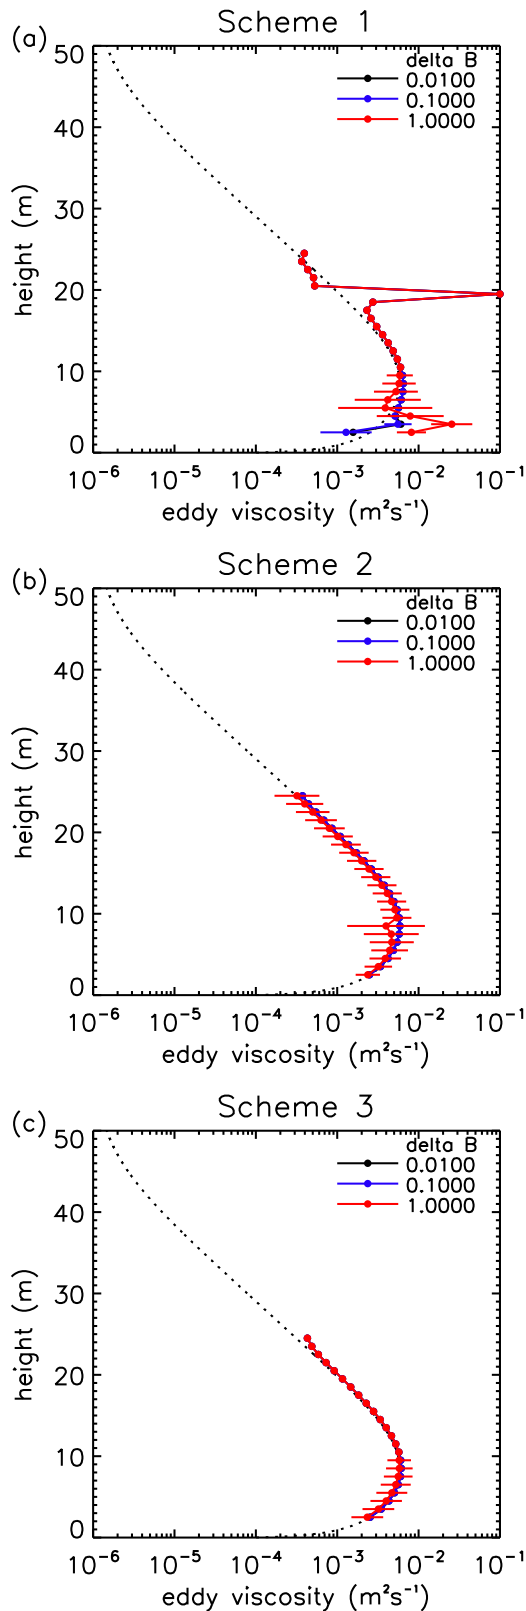 Scheme 1
(a)
50
delta B
0.0100
0.1000
1.0000
40
30
20
10
0
height (m)
10⁻⁶ 10⁻⁵ 10⁻⁴ 10⁻³ 10⁻² 10⁻¹
eddy viscosity (m²s⁻¹)
Scheme 2
(b)
50
delta B
0.0100
0.1000
1.0000
40
30
20
10
0
height (m)
10⁻⁶ 10⁻⁵ 10⁻⁴ 10⁻³ 10⁻² 10⁻¹
eddy viscosity (m²s⁻¹)
Scheme 3
(c)
50
delta B
0.0100
0.1000
1.0000
40
30
20
10
0
height (m)
10⁻⁶ 10⁻⁵ 10⁻⁴ 10⁻³ 10⁻² 10⁻¹
eddy viscosity (m²s⁻¹)